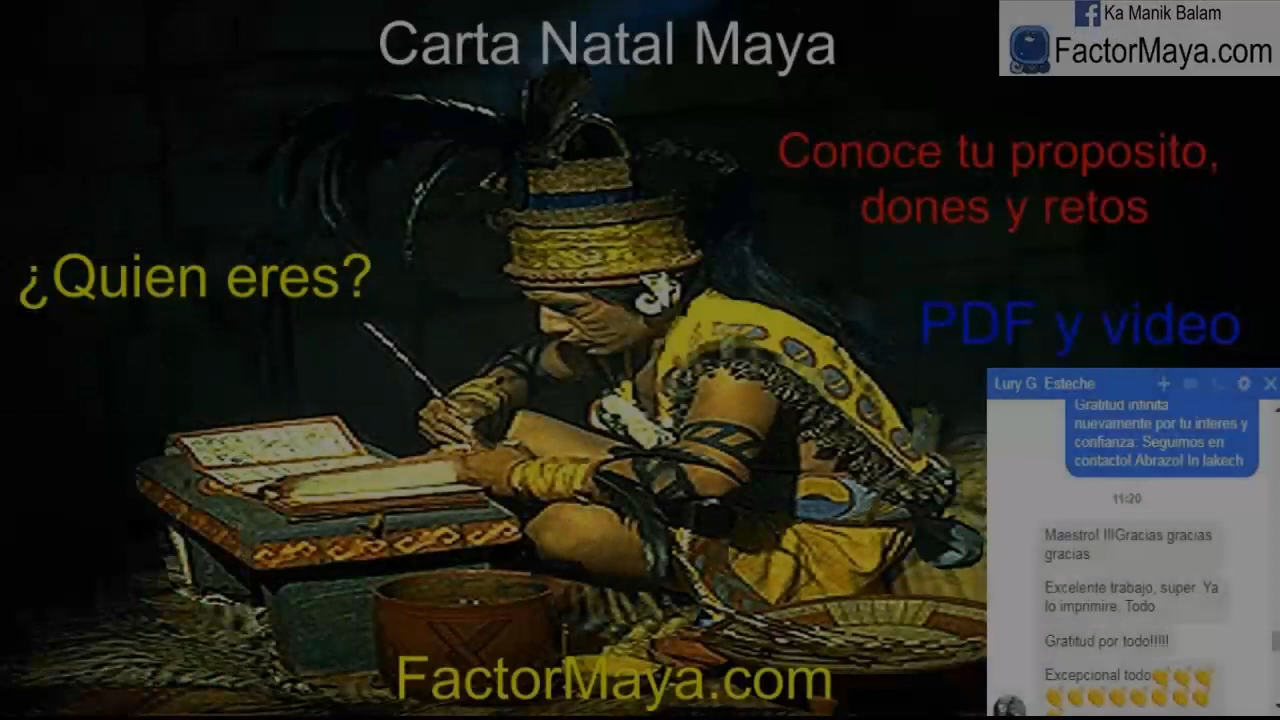 Carta Natal Maya
Ka Manik Balam
FactorMaya.com
Conoce tu proposito,
dones y retos
¿Quien eres?
PDF y video
Lury G. Esteche
Gratitud infinita
nuevamente por tu interes y
confianza: Seguimos en
contacto! Abrazo! In lakech
11:20
Maestro! !!!Gracias gracias
gracias
Excelente trabajo, super. Ya
lo imprimire. Todo
Gratitud por todo!!!!!
Excepcional todo
FactorMaya.com